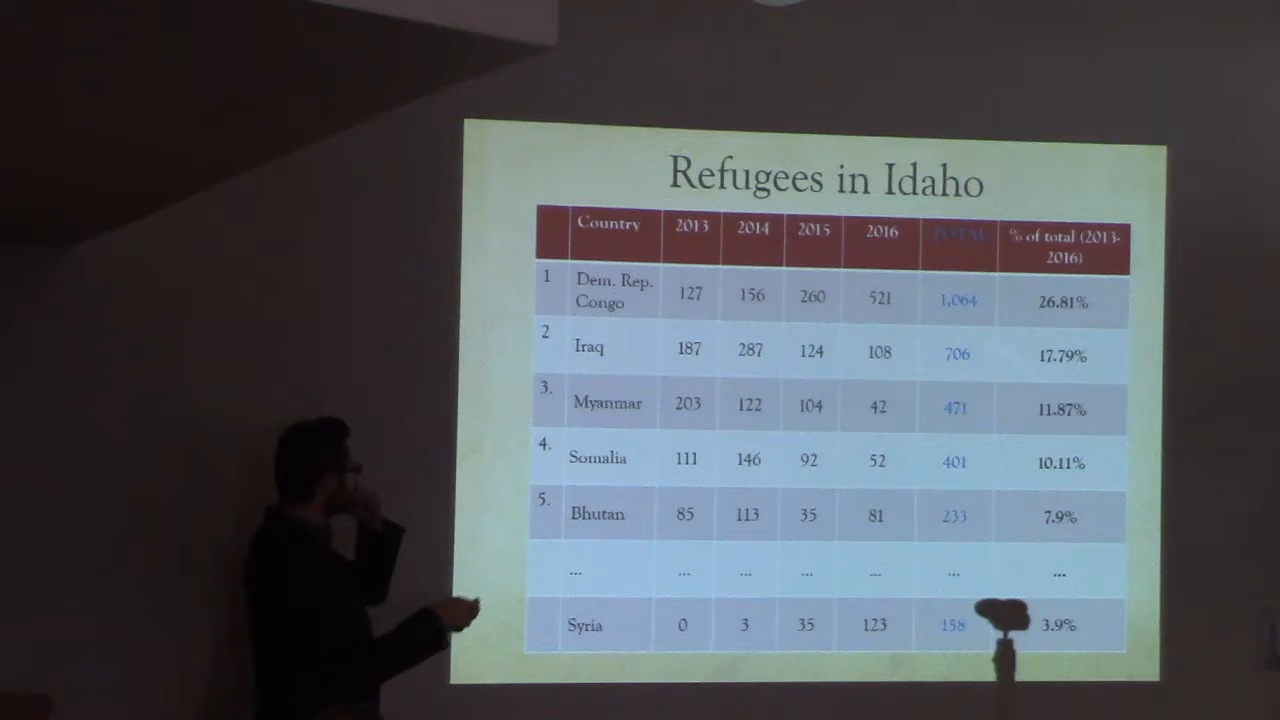 Refugees in Idaho
Country 2013 2014 2015 2016 TOTAL % of total (2013-
2016)
1 Dem. Rep.
Congo 127 156 260 521 1,064 26.81%
2 Iraq 187 287 124 108 706 17.79%
3. Myanmar 203 122 104 42 471 11.87%
4. Somalia 111 146 92 52 401 10.11%
5. Bhutan 85 113 35 81 233 7.9%
... ... ... ... ... ... ...
Syria 0 3 35 123 158 3.9%